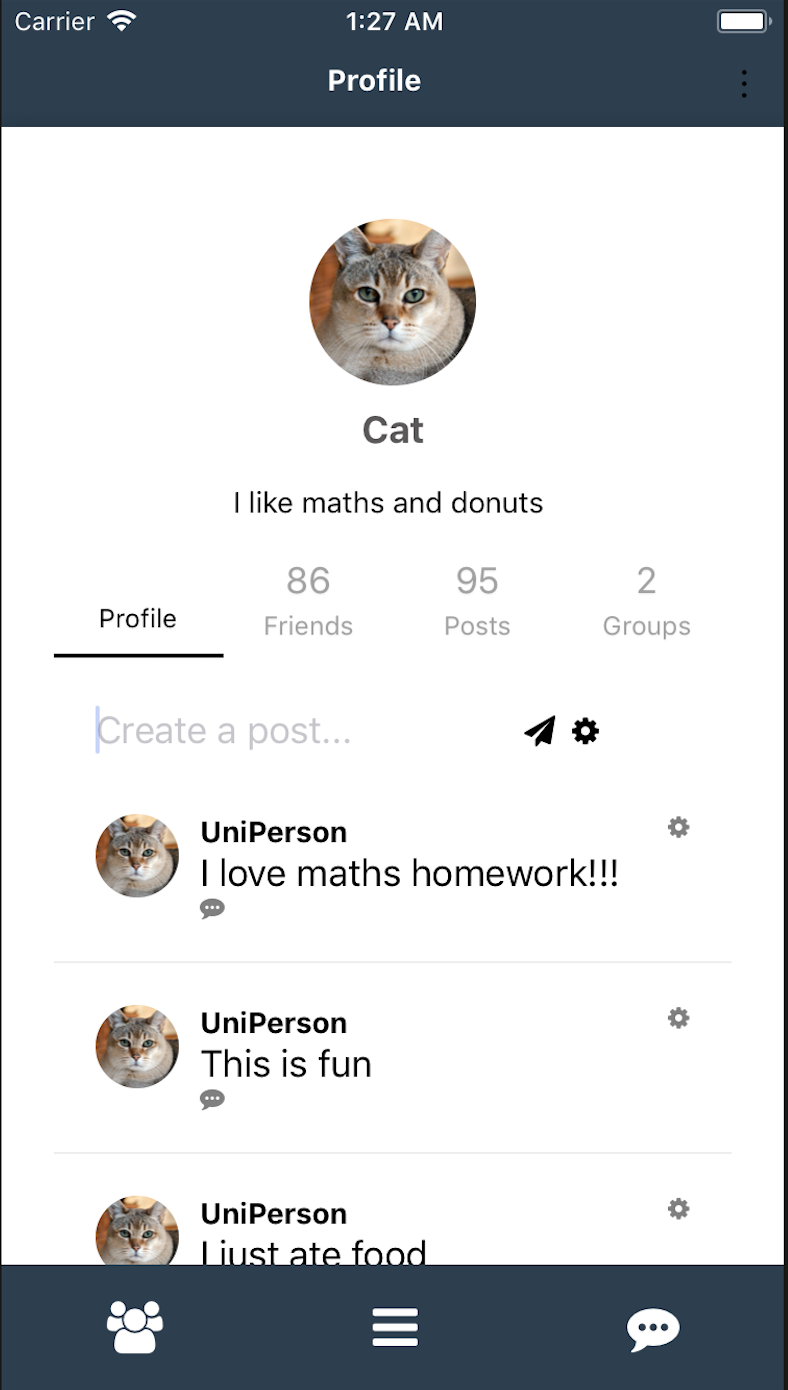 Carrier 1:27 AM
Profile
Cat
I like maths and donuts
86 95 2
Profile Friends Posts Groups
Create a post...
UniPerson
I love maths homework!!!
UniPerson
This is fun
UniPerson
I just ate food